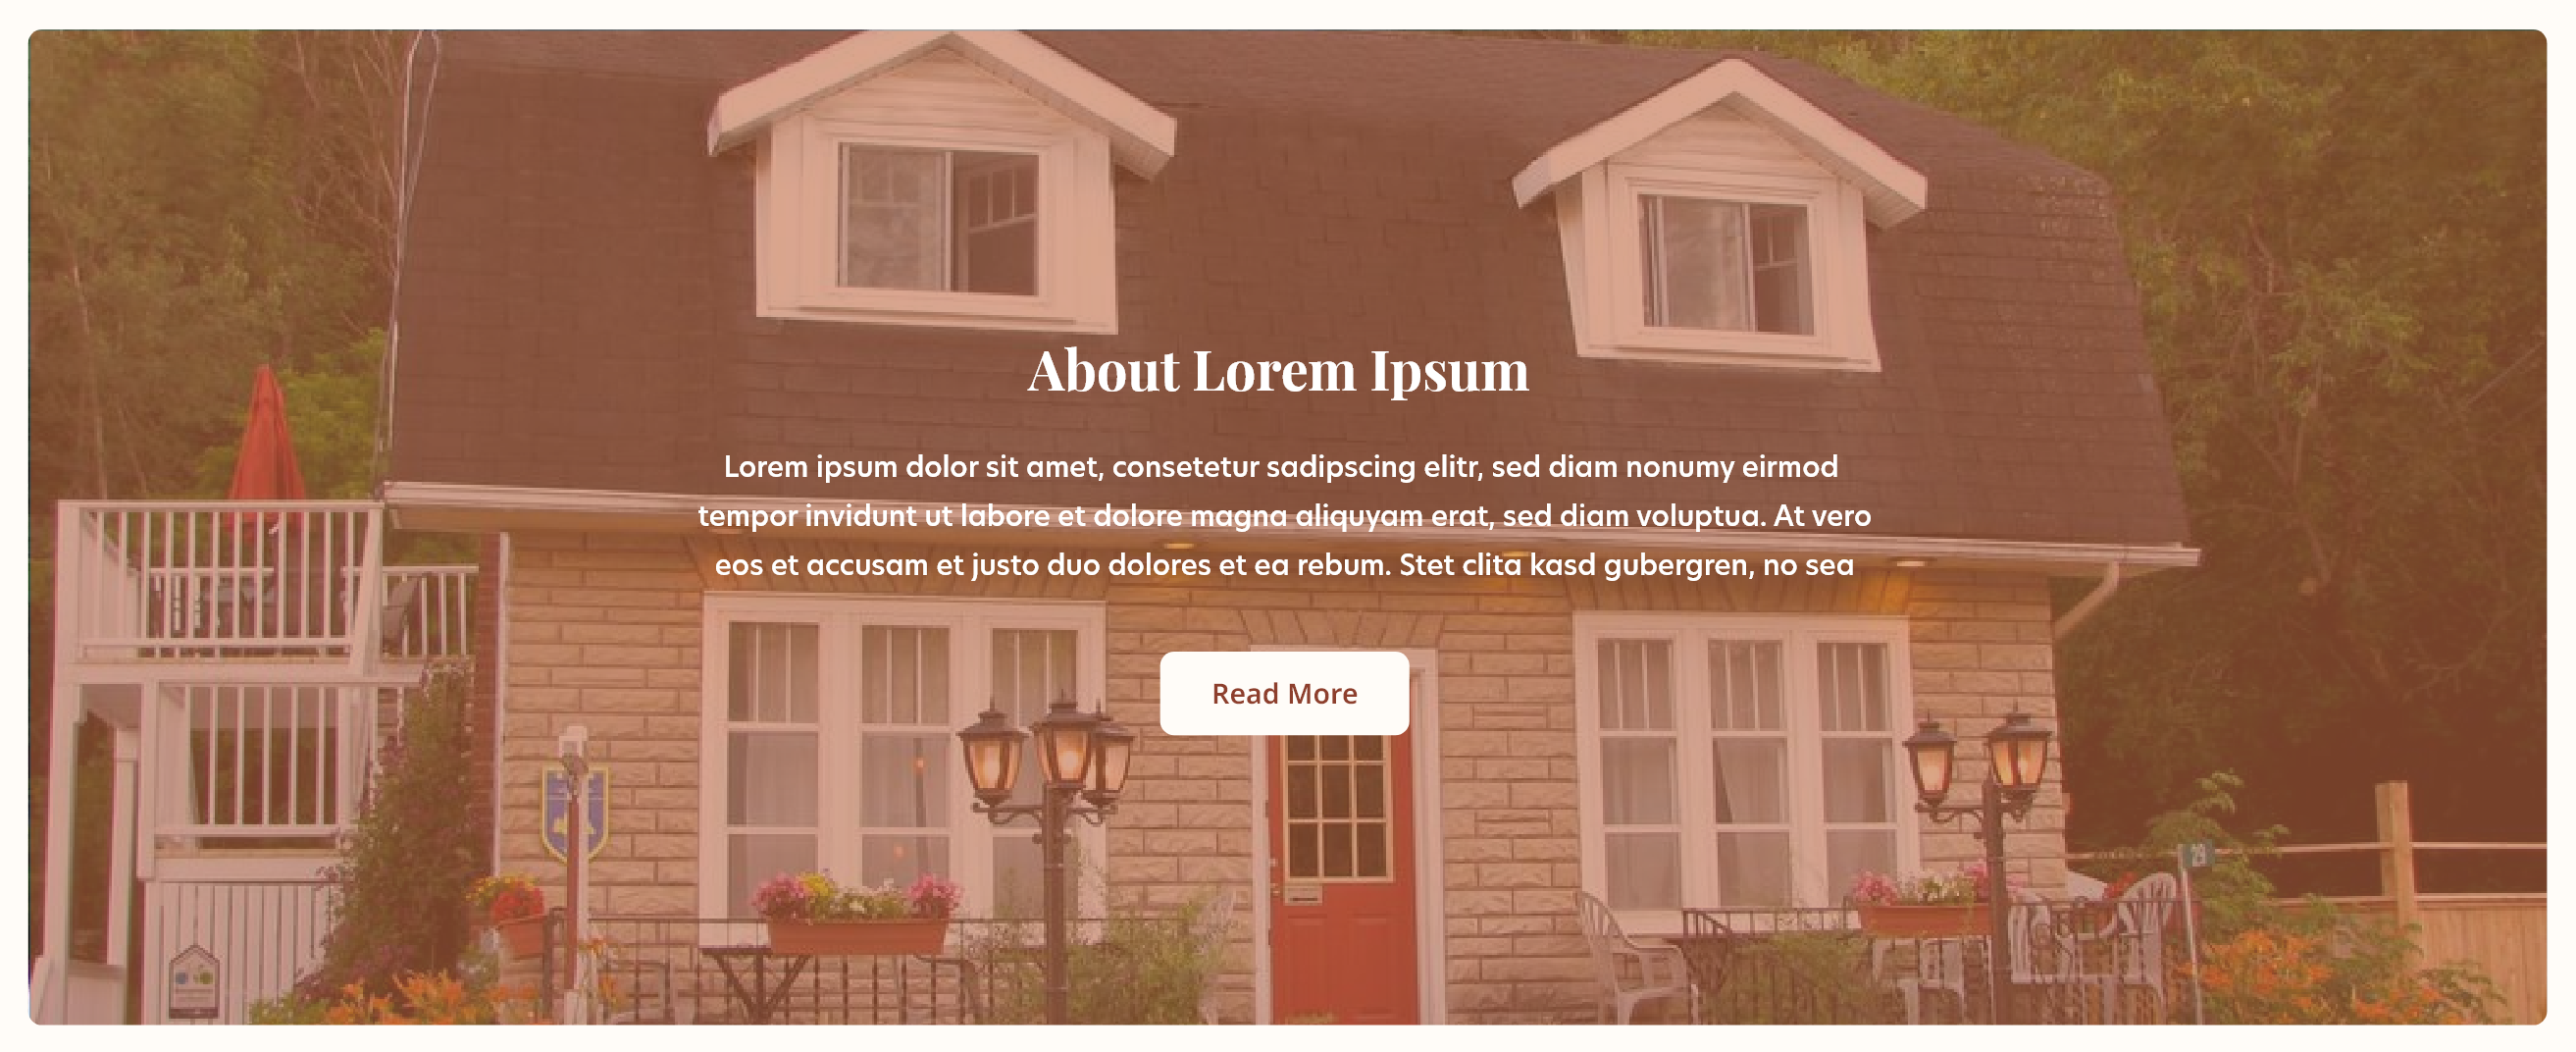 About Lorem Ipsum
Lorem ipsum dolor sit amet, consetetur sadipscing elitr, sed diam nonumy eirmod
tempor invidunt ut labore et dolore magna aliquyam erat, sed diam voluptua. At vero
eos et accusam et justo duo dolores et ea rebum. Stet clita kasd gubergren, no sea
Read More